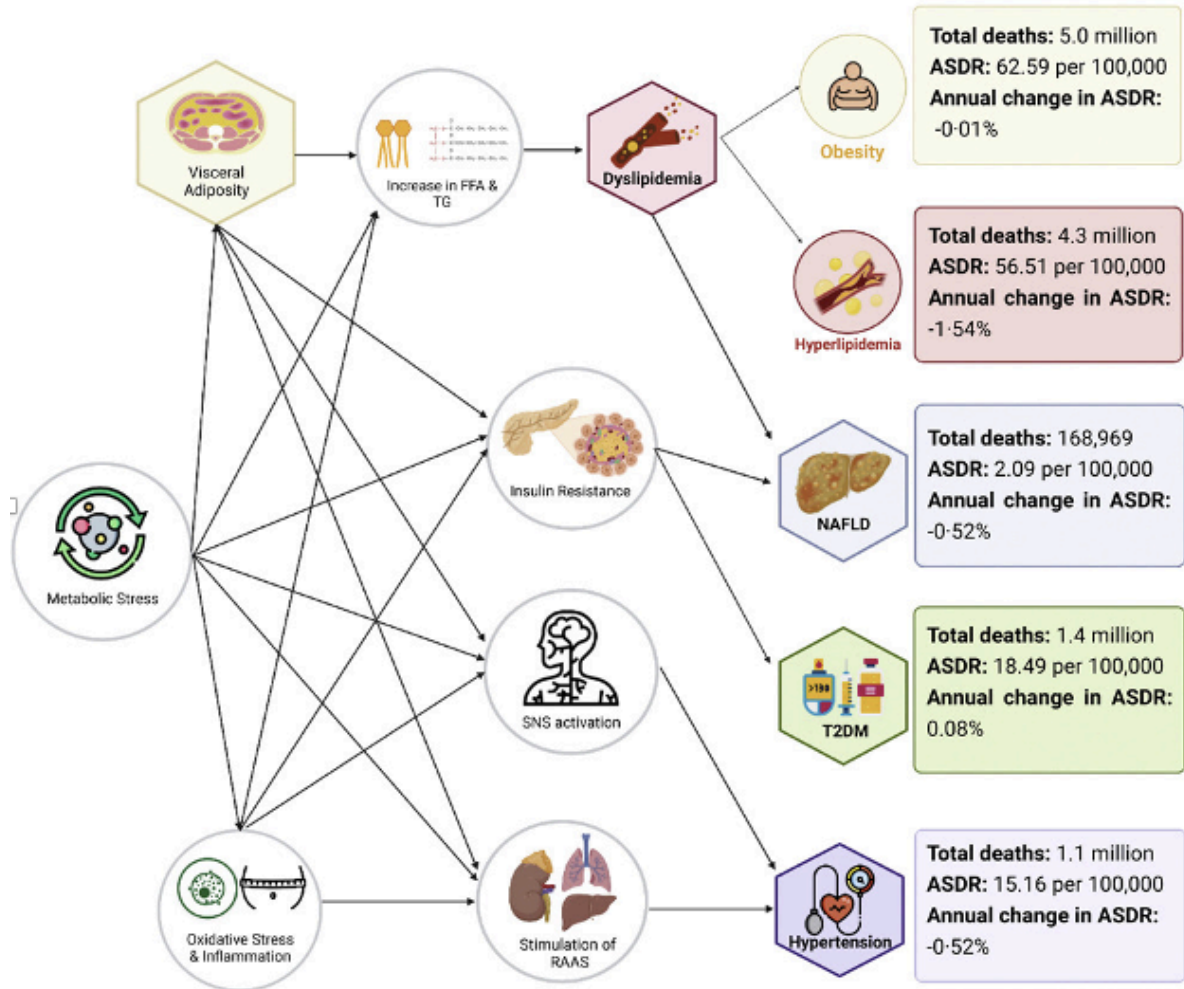 Total deaths: 5.0 million
ASDR: 62.59 per 100,000
Annual change in ASDR:
-0·01%
Obesity
Visceral
Adiposity
Increase in FFA &
TG
Dyslipidemia
Total deaths: 4.3 million
ASDR: 56.51 per 100,000
Annual change in ASDR:
-1·54%
Hyperlipidemia
Insulin Resistance
Total deaths: 168,969
ASDR: 2.09 per 100,000
Annual change in ASDR:
-0·52%
NAFLD
Metabolic Stress
SNS activation
Total deaths: 1.4 million
ASDR: 18.49 per 100,000
Annual change in ASDR:
0.08%
T2DM
Oxidative Stress
& Inflammation
Stimulation of
RAAS
Total deaths: 1.1 million
ASDR: 15.16 per 100,000
Annual change in ASDR:
-0·52%
Hypertension